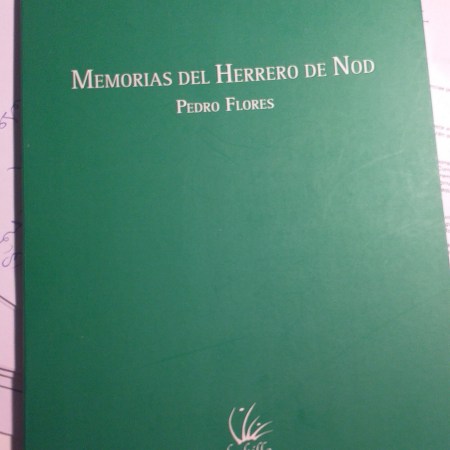 MEMORIAS DEL HERRERO DE NOD
PEDRO FLORES